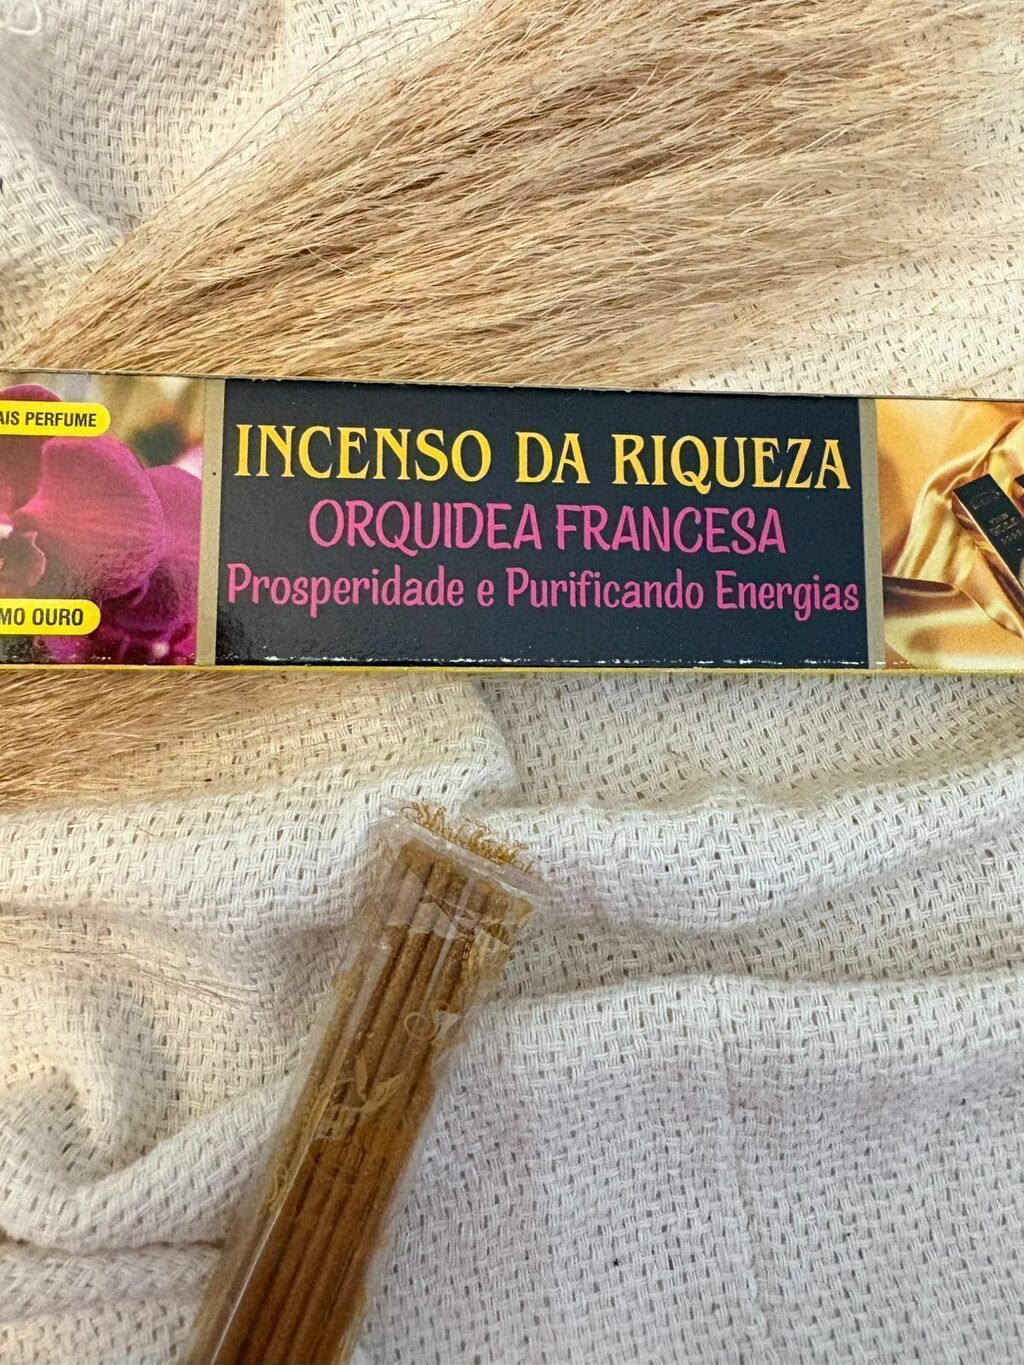 AIS PERFUME
MO OURO
INCENSO DA RIQUEZA
ORQUIDEA FRANCESA
Prosperidade e Purificando Energias